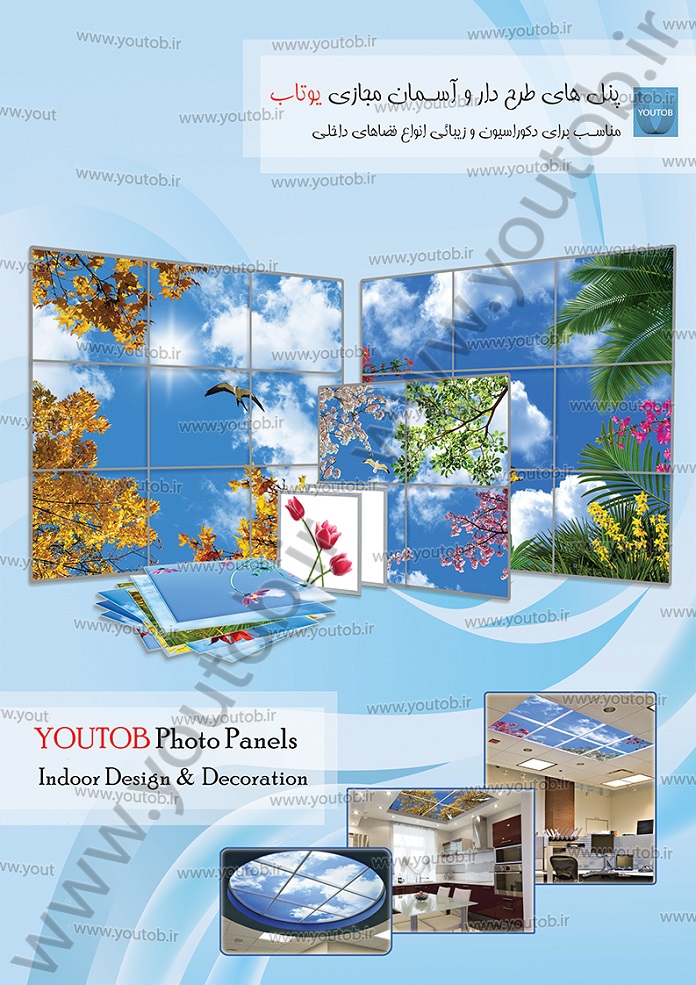 پنل های طرح دار و آسمان مجازی یوتاب
YOUTOB
مناسب برای دکوراسیون و زیبائی انواع فضاهای داخلی
YOUTOB Photo Panels
Indoor Design & Decoration
www.youtob.ir